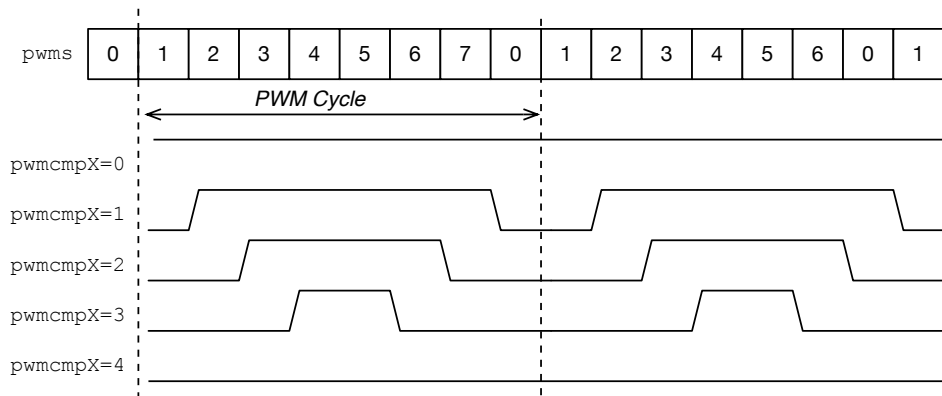 pwms 0 1 2 3 4 5 6 7 0 1 2 3 4 5 6 0 1
PWM Cycle
pwmcmpX=0
pwmcmpX=1
pwmcmpX=2
pwmcmpX=3
pwmcmpX=4